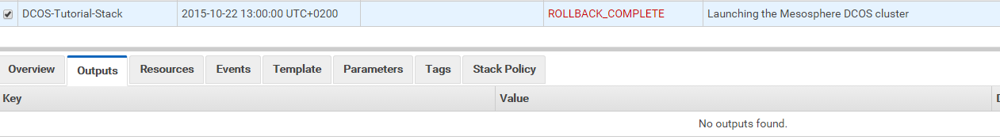 DCOS-Tutorial-Stack 2015-10-22 13:00:00 UTC+0200 ROLLBACK_COMPLETE Launching the Mesosphere DCOS cluster
Overview Outputs Resources Events Template Parameters Tags Stack Policy
Key Value
No outputs found.